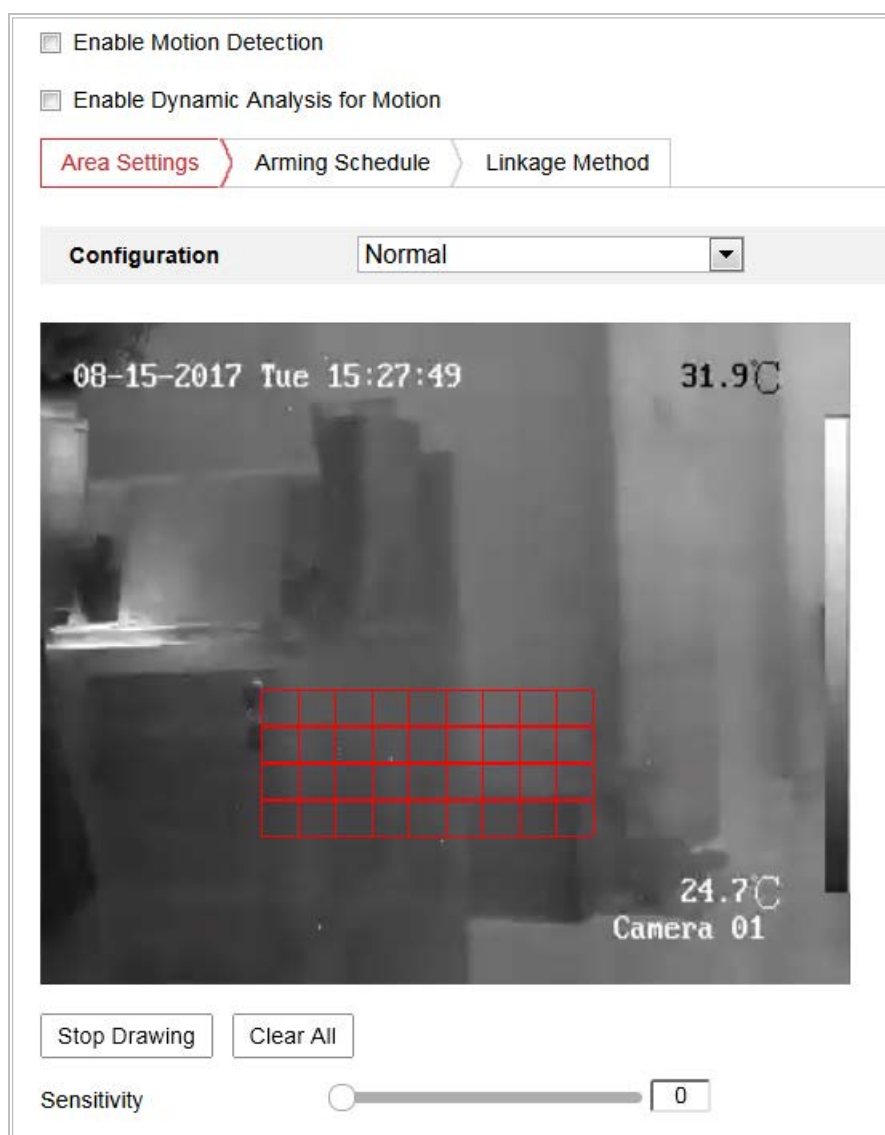 Enable Motion Detection
Enable Dynamic Analysis for Motion
Area Settings Arming Schedule Linkage Method
Configuration Normal
08-15-2017 Tue 15:27:49 31.9℃
24.7℃
Camera 01
Stop Drawing Clear All
Sensitivity 0